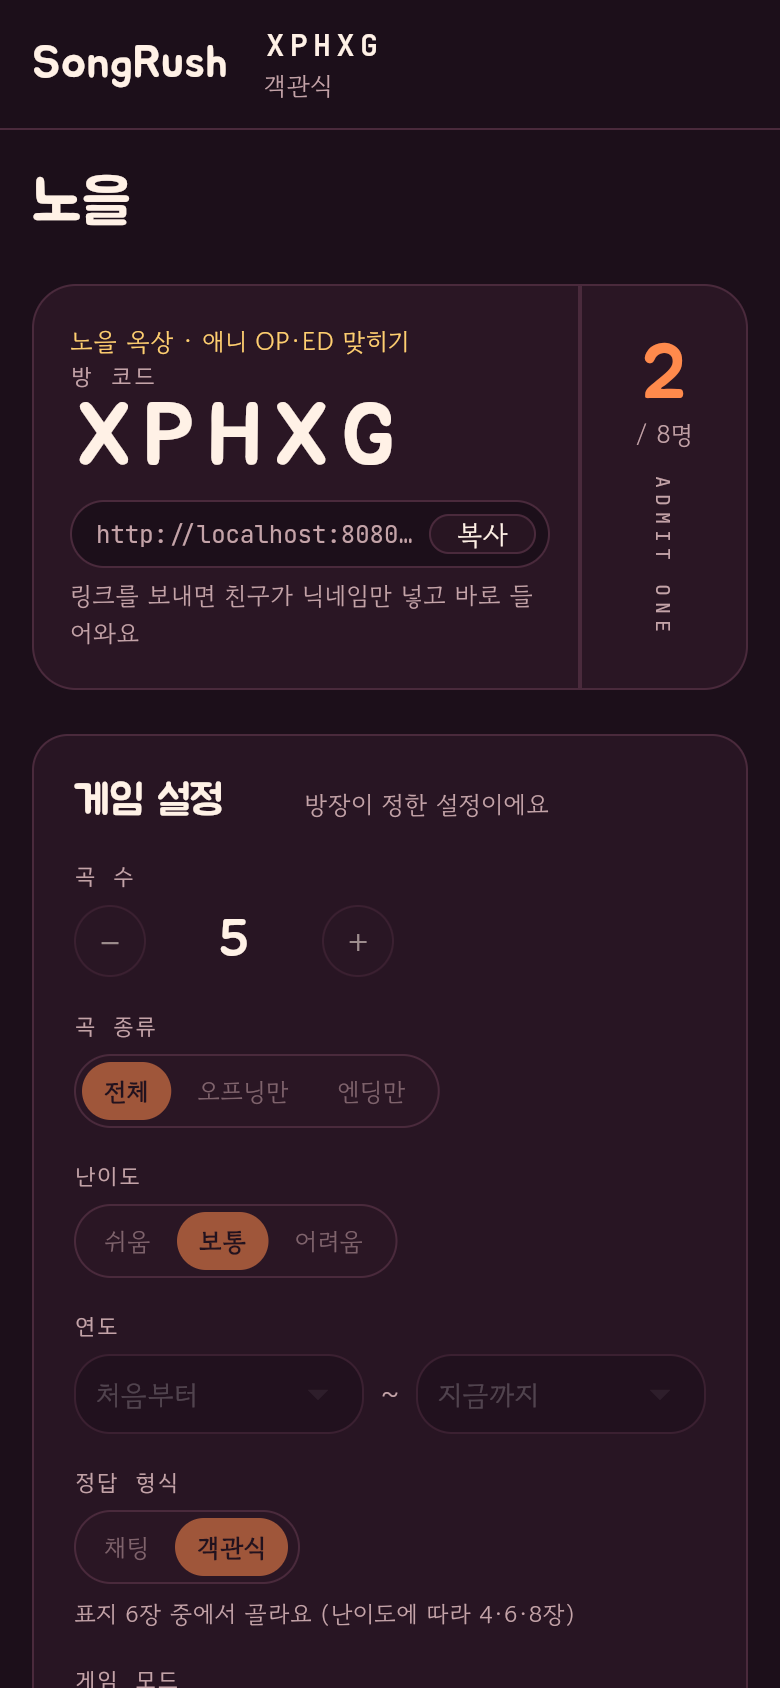 SongRush
XPHXG
객관식
노을
노을 옥상 · 애니 OP·ED 맞히기
방 코드
XPHXG
http://localhost:8080…
복사
링크를 보내면 친구가 닉네임만 넣고 바로 들
어와요
2
/ 8명
ADMIT ONE
게임 설정
방장이 정한 설정이에요
곡 수
− 5 +
곡 종류
전체 오프닝만 엔딩만
난이도
쉬움 보통 어려움
연도
처음부터 ~ 지금까지
정답 형식
채팅 객관식
표지 6장 중에서 골라요 (난이도에 따라 4·6·8장)
게임 모드